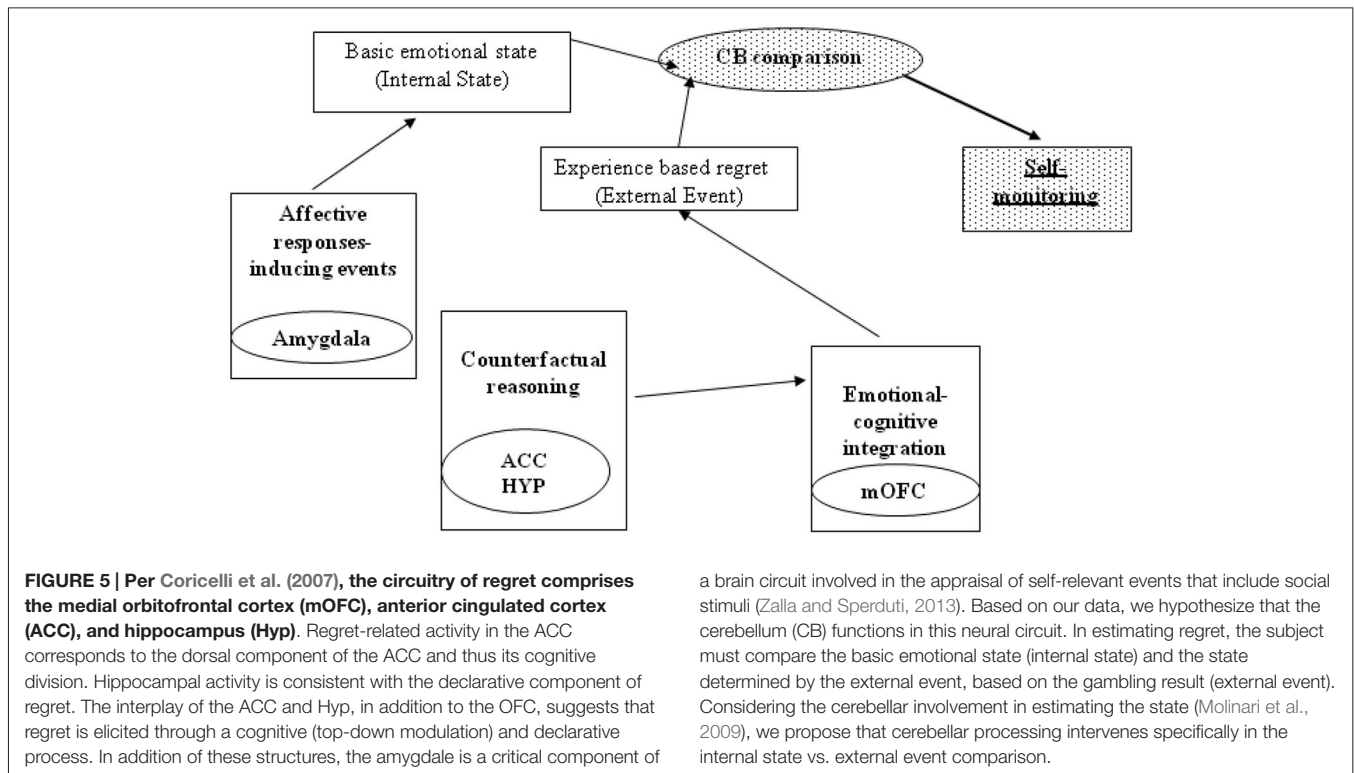 Basic emotional state
(Internal State)
CB comparison
Experience based regret
(External Event)
Self-
monitoring
Affective
responses-
inducing events
Amygdala
Counterfactual
reasoning
ACC
HYP
Emotional-
cognitive
integration
mOFC
FIGURE 5 | Per Coricelli et al. (2007), the circuitry of regret comprises
the medial orbitofrontal cortex (mOFC), anterior cingulated cortex
(ACC), and hippocampus (Hyp). Regret-related activity in the ACC
corresponds to the dorsal component of the ACC and thus its cognitive
division. Hippocampal activity is consistent with the declarative component of
regret. The interplay of the ACC and Hyp, in addition to the OFC, suggests that
regret is elicited through a cognitive (top-down modulation) and declarative
process. In addition of these structures, the amygdale is a critical component of
a brain circuit involved in the appraisal of self-relevant events that include social
stimuli (Zalla and Sperduti, 2013). Based on our data, we hypothesize that the
cerebellum (CB) functions in this neural circuit. In estimating regret, the subject
must compare the basic emotional state (internal state) and the state
determined by the external event, based on the gambling result (external event).
Considering the cerebellar involvement in estimating the state (Molinari et al.,
2009), we propose that cerebellar processing intervenes specifically in the
internal state vs. external event comparison.